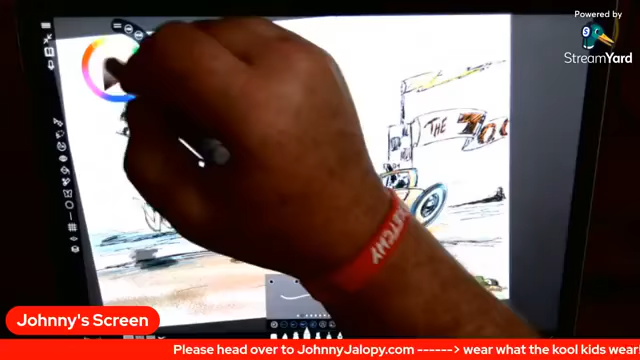 Powered by
StreamYard
THE
Johnny's Screen
Please head over to JohnnyJalopy.com ------> wear what the kool kids wear